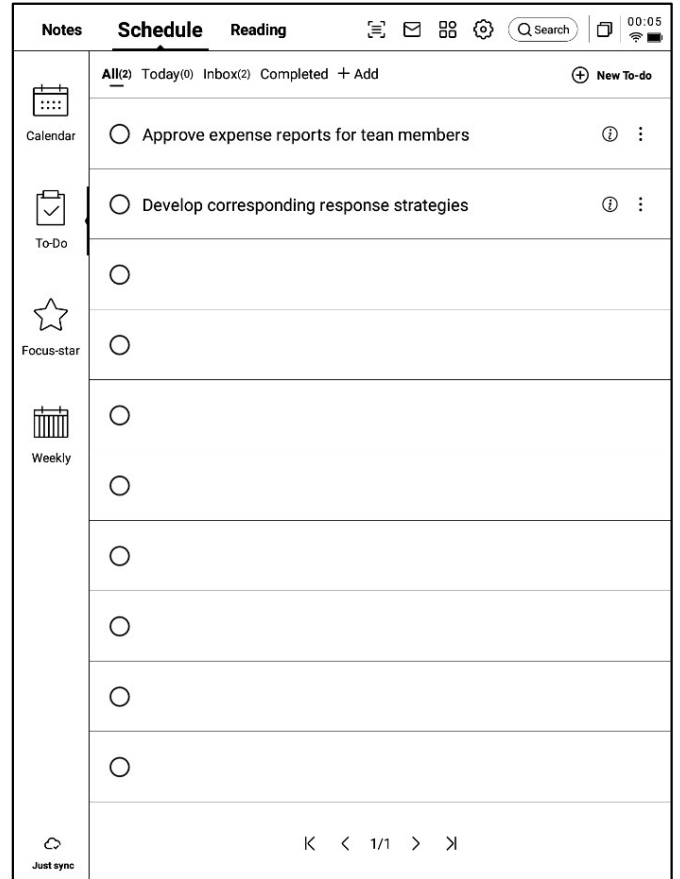 Notes Schedule Reading Search 00:05
All(2) Today(0) Inbox(2) Completed + Add New To-do
Calendar
Approve expense reports for tean members
Develop corresponding response strategies
To-Do
Focus-star
Weekly
1/1
Just sync